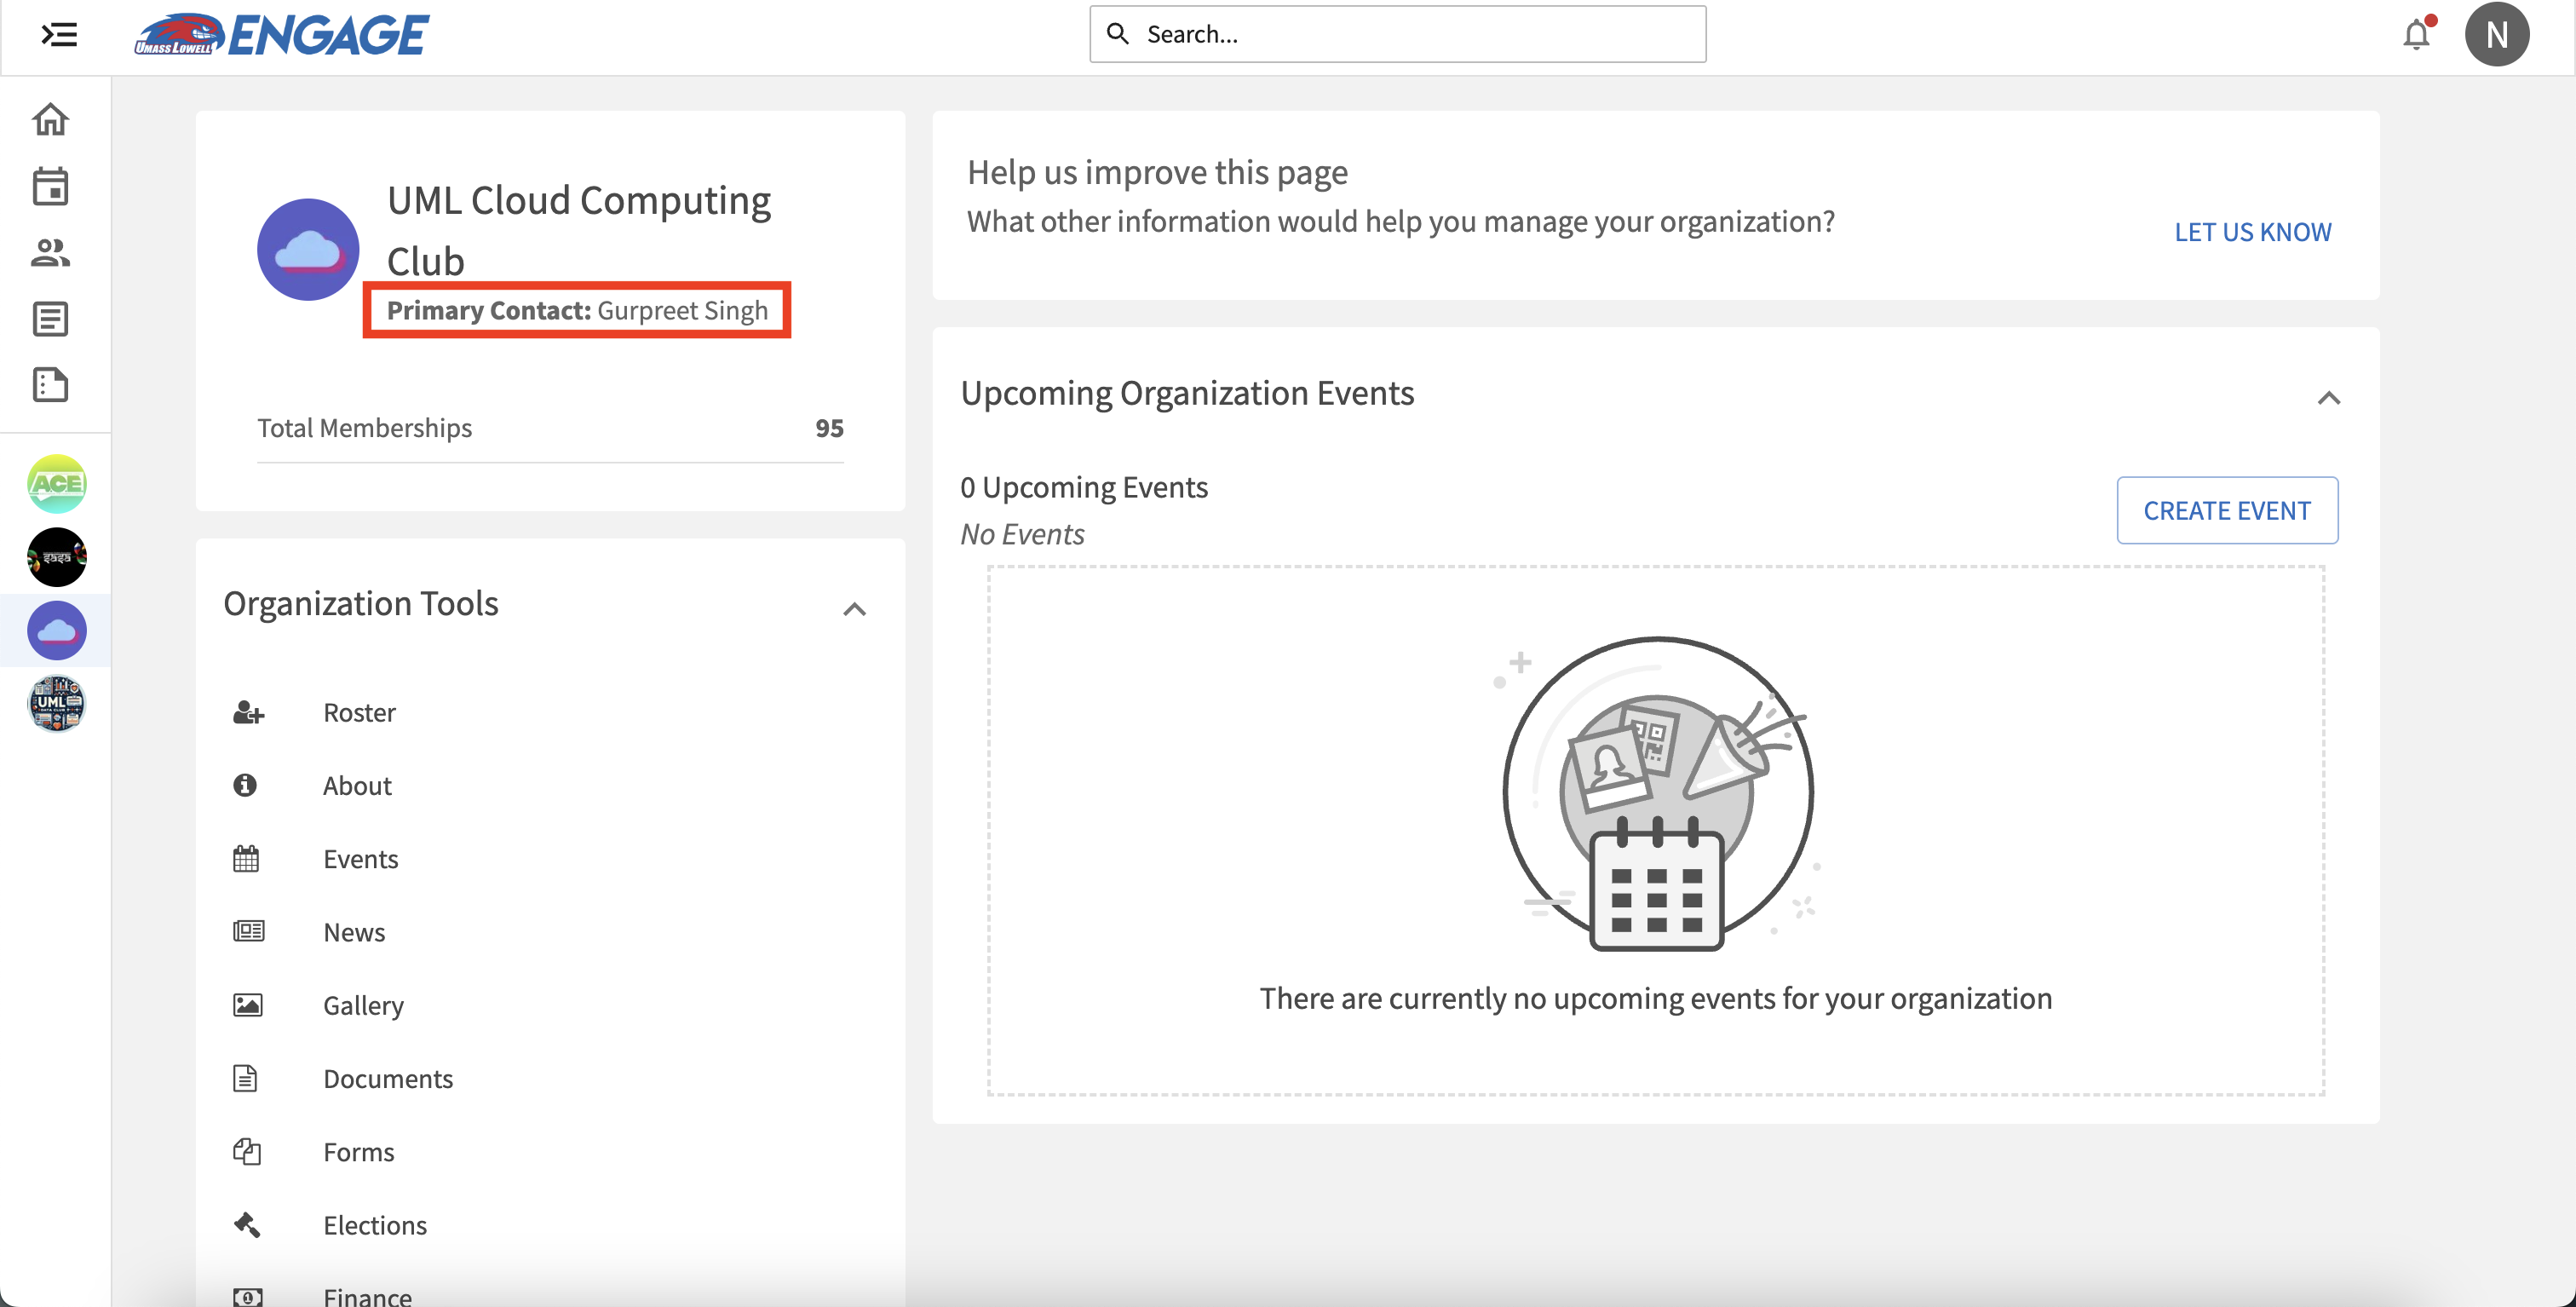 UMASS LOWELL ENGAGE
Search...
N
UML Cloud Computing
Club
Primary Contact: Gurpreet Singh
Total Memberships 95
Help us improve this page
What other information would help you manage your organization?
LET US KNOW
Upcoming Organization Events
0 Upcoming Events
No Events
CREATE EVENT
There are currently no upcoming events for your organization
ACE
sasa
UML
Organization Tools
Roster
About
Events
News
Gallery
Documents
Forms
Elections
Finance